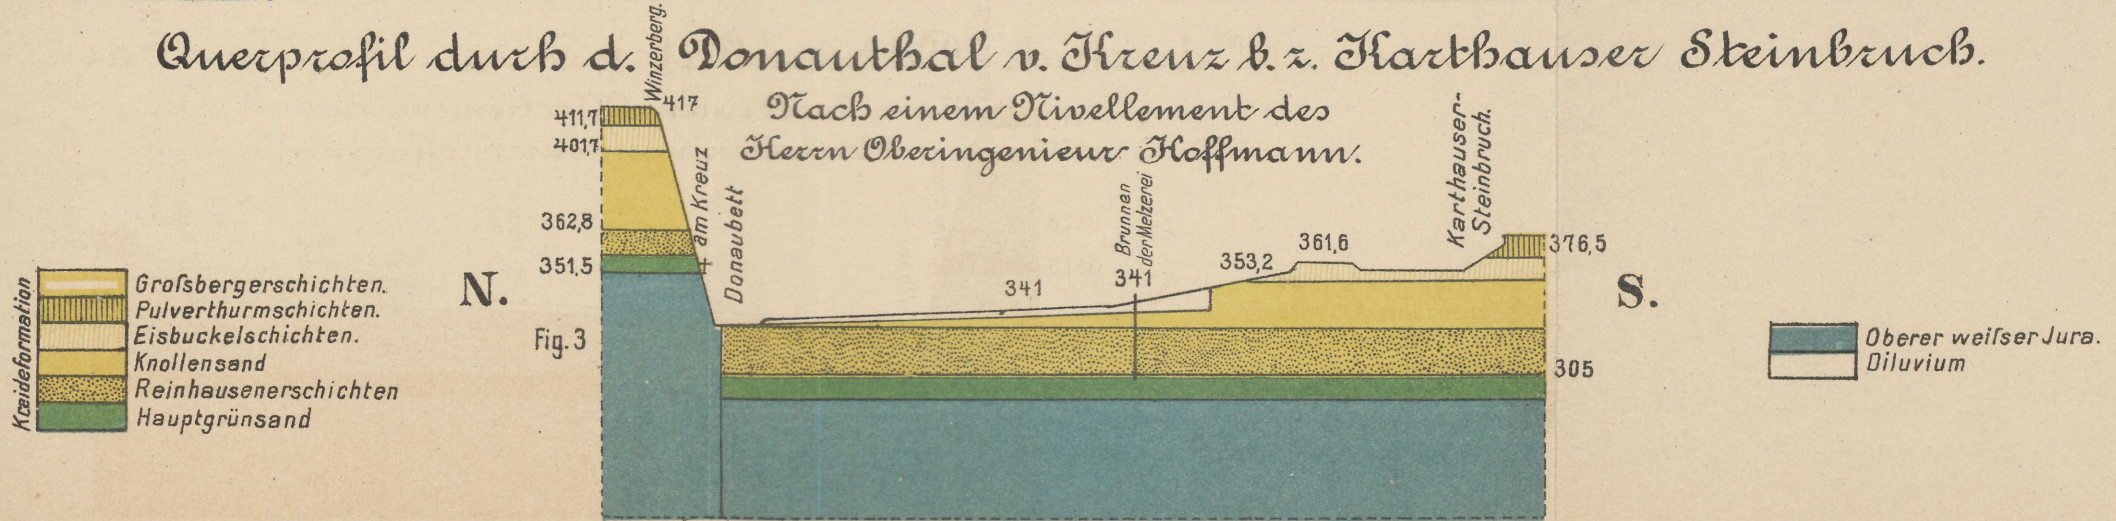 Querprofil durch d. Donauthal v. Kreuz b. z. Karthauser Steinbruch.
Nach einem Nivellement des
Herrn Oberingenieur Hoffmann.
Winzerberg.
417
411,7
401,7
362,8
351,5
am Kreuz
Donaubett
341
Brunnen
der Melzerei
341
353,2
361,6
Karthauser-
Steinbruch.
376,5
305
N.
S.
Fig. 3
Kreideformation
Groſsbergerschichten.
Pulverthurmschichten.
Eisbuckelschichten.
Knollensand
Reinhausenerschichten
Hauptgrünsand
Oberer weiſser Jura.
Diluvium